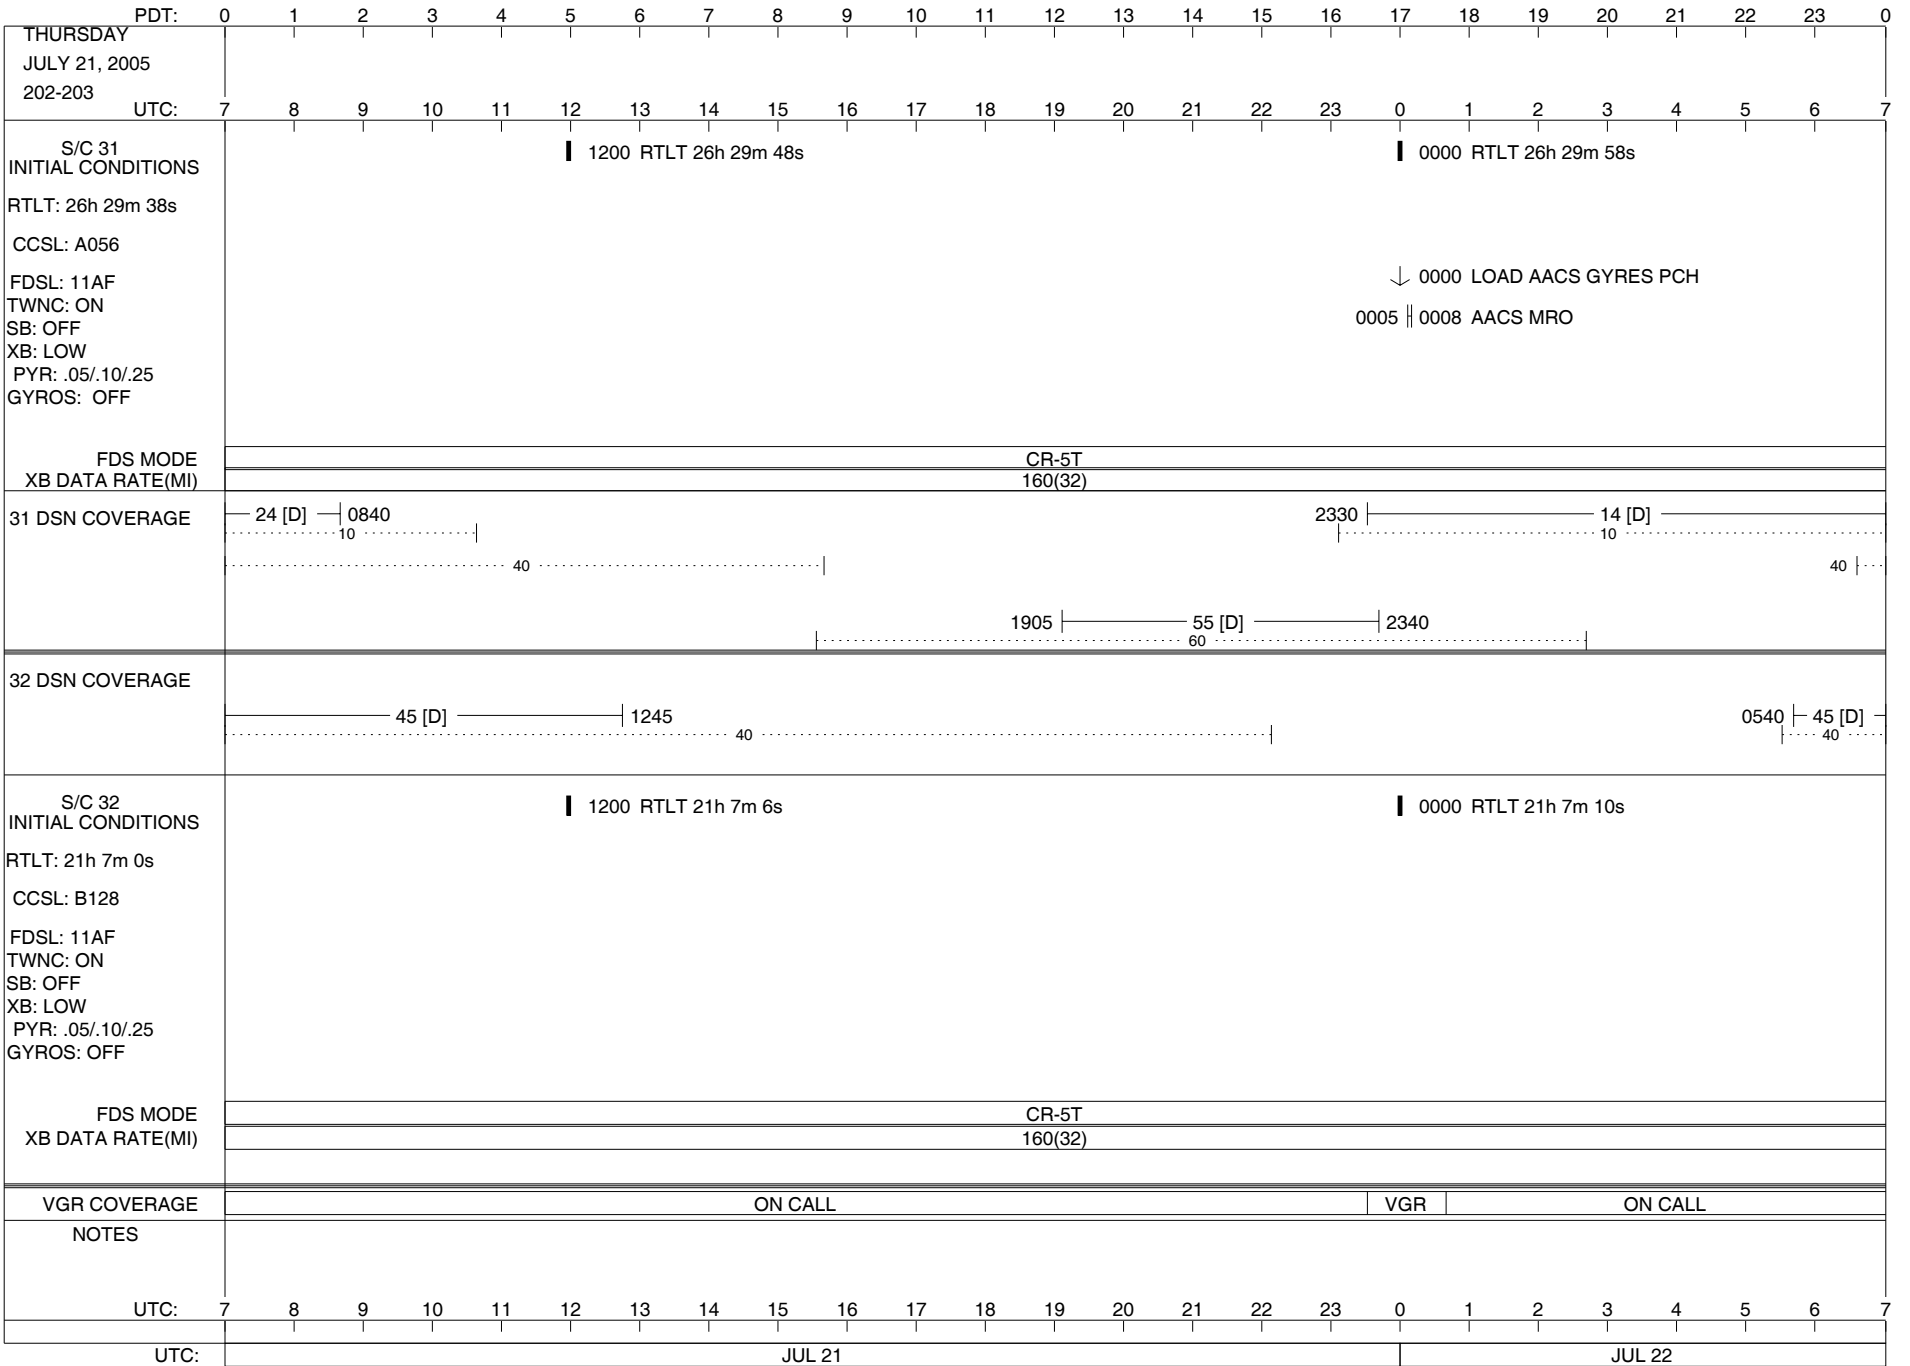 PDT: 0 1 2 3 4 5 6 7 8 9 10 11 12 13 14 15 16 17 18 19 20 21 22 23 0
THURSDAY
JULY 21, 2005
202-203
UTC: 7 8 9 10 11 12 13 14 15 16 17 18 19 20 21 22 23 0 1 2 3 4 5 6 7
S/C 31
INITIAL CONDITIONS
1200 RTLT 26h 29m 48s
0000 RTLT 26h 29m 58s
RTLT: 26h 29m 38s
CCSL: A056
FDSL: 11AF
0000 LOAD AACS GYRES PCH
TWNC: ON
0005 0008 AACS MRO
SB: OFF
XB: LOW
PYR: .05/.10/.25
GYROS: OFF
FDS MODE CR-5T
XB DATA RATE(MI) 160(32)
31 DSN COVERAGE 24 [D] 0840 2330 14 [D]
10 10
40 40
1905 55 [D] 2340
60
32 DSN COVERAGE
45 [D] 1245 0540 45 [D]
40 40
S/C 32
INITIAL CONDITIONS
1200 RTLT 21h 7m 6s
0000 RTLT 21h 7m 10s
RTLT: 21h 7m 0s
CCSL: B128
FDSL: 11AF
TWNC: ON
SB: OFF
XB: LOW
PYR: .05/.10/.25
GYROS: OFF
FDS MODE CR-5T
XB DATA RATE(MI) 160(32)
VGR COVERAGE ON CALL VGR ON CALL
NOTES
UTC: 7 8 9 10 11 12 13 14 15 16 17 18 19 20 21 22 23 0 1 2 3 4 5 6 7
UTC: JUL 21 JUL 22